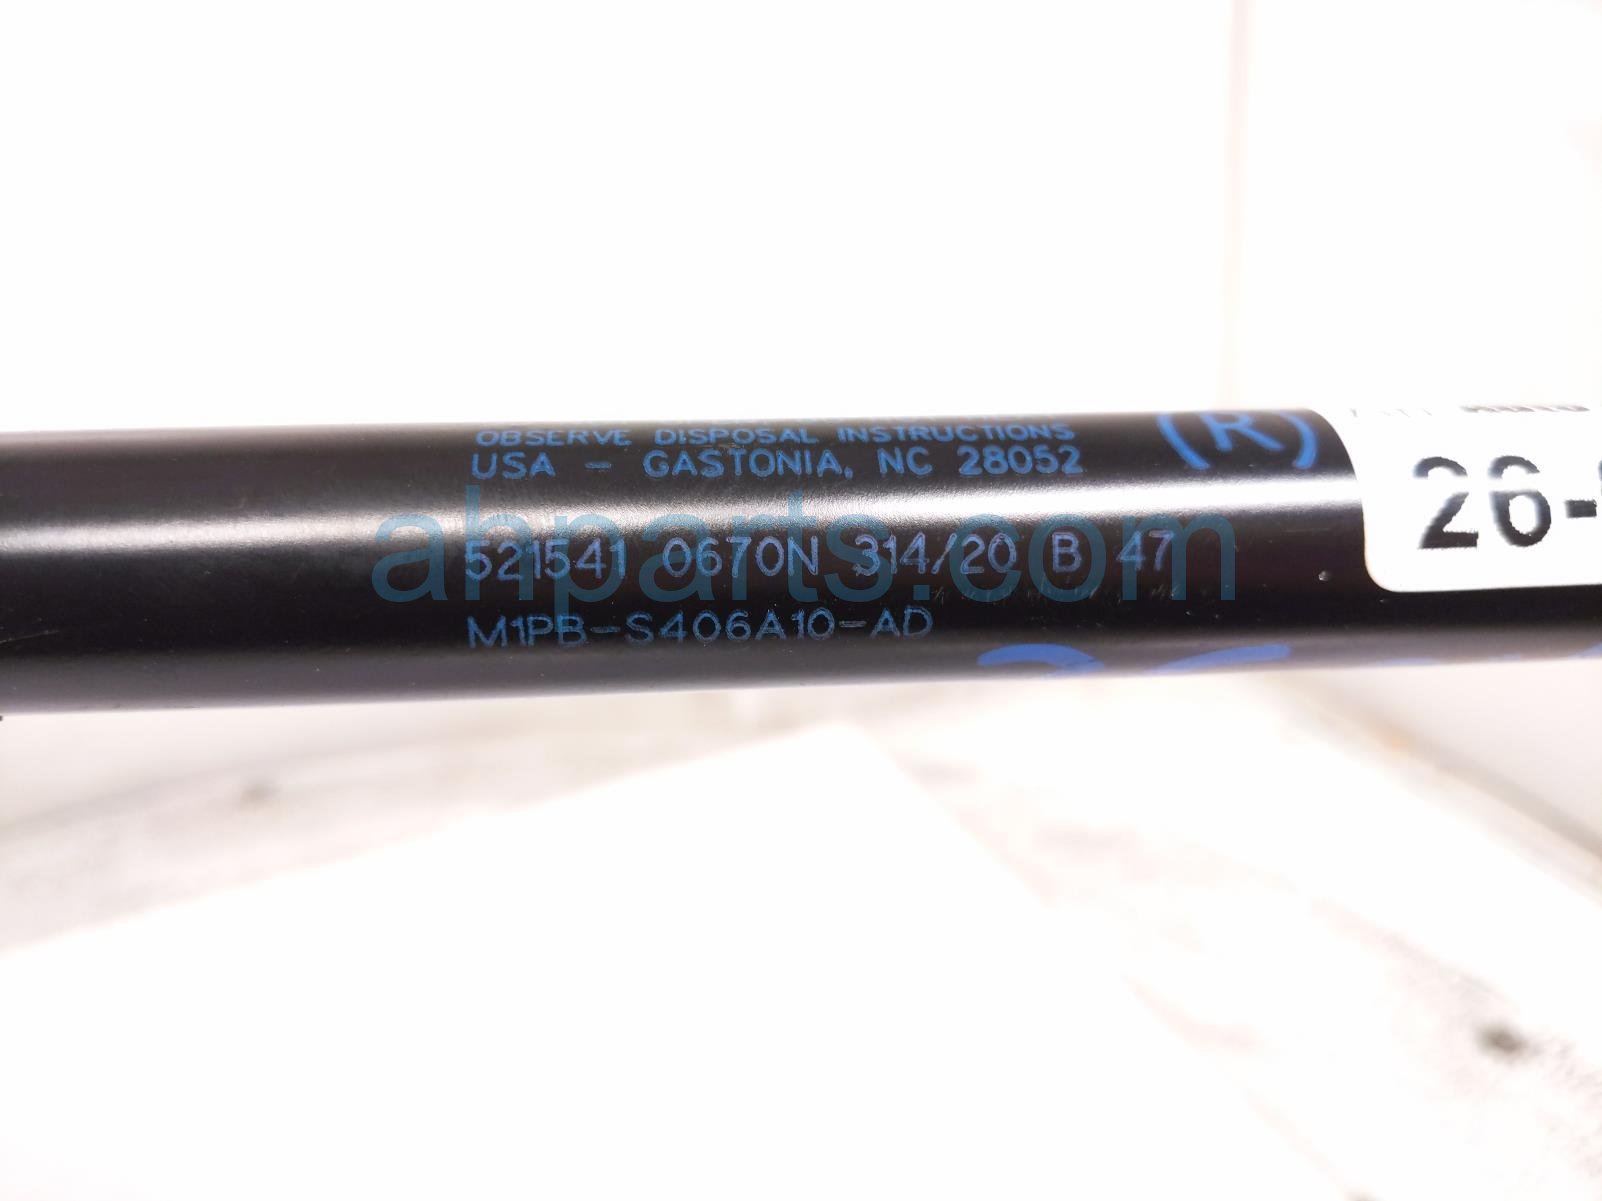 OBSERVE DISPOSAL INSTRUCTIONS
USA - GASTONIA, NC 28052
(R)
26-
521541 0670N 314/20 B 47
M1PB-S406A10-AD
ahparts.com